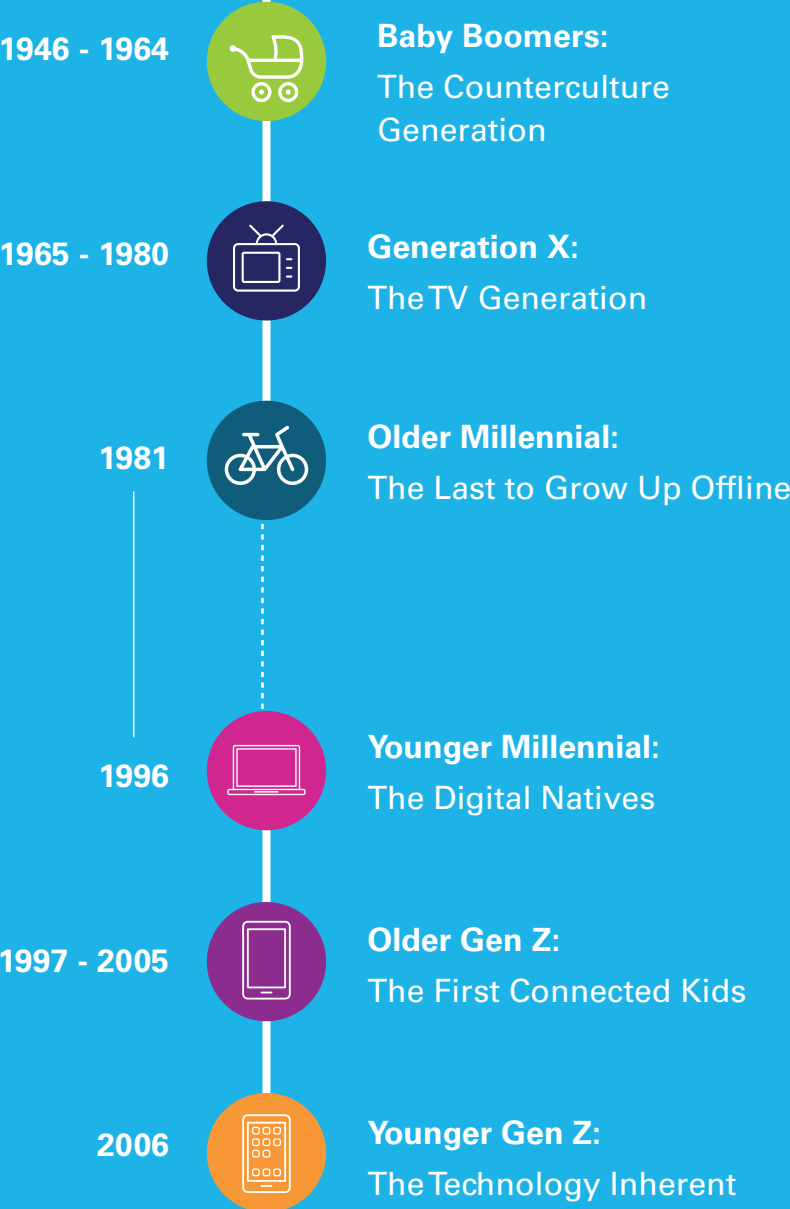 1946 - 1964
Baby Boomers:
The Counterculture
Generation
1965 - 1980
Generation X:
The TV Generation
1981
Older Millennial:
The Last to Grow Up Offline
1996
Younger Millennial:
The Digital Natives
1997 - 2005
Older Gen Z:
The First Connected Kids
2006
Younger Gen Z:
The Technology Inherent